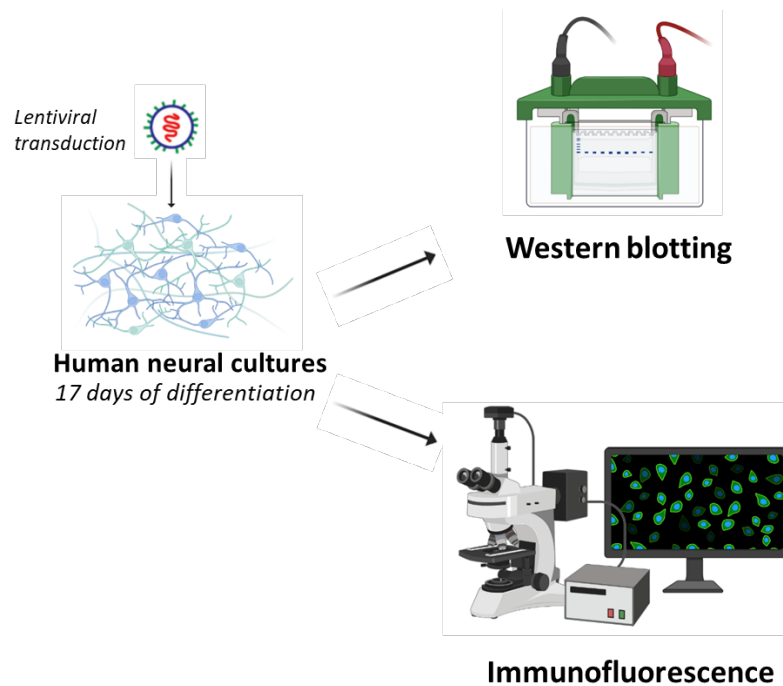 Lentiviral
transduction
Western blotting
Human neural cultures
17 days of differentiation
Immunofluorescence